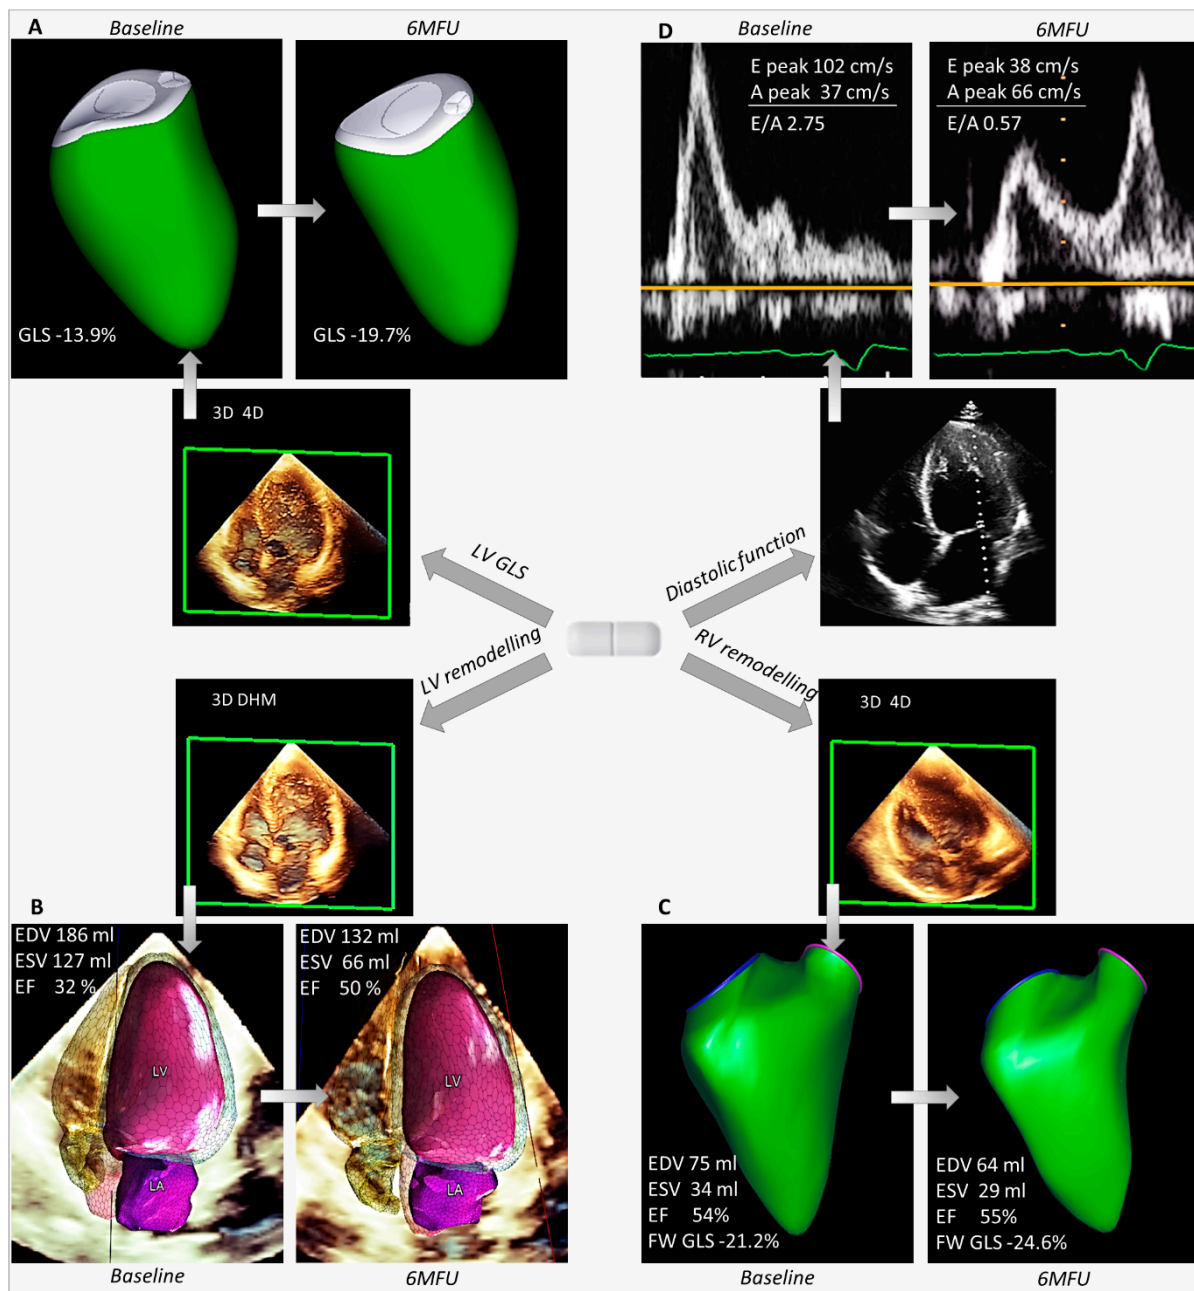 A
Baseline
6MFU
GLS -13.9%
GLS -19.7%
3D 4D
D
Baseline
6MFU
E peak 102 cm/s
A peak 37 cm/s
E/A 2.75
E peak 38 cm/s
A peak 66 cm/s
E/A 0.57
LV GLS
Diastolic function
LV remodelling
RV remodelling
3D DHM
3D 4D
B
EDV 186 ml
ESV 127 ml
EF 32 %
LV
LA
EDV 132 ml
ESV 66 ml
EF 50 %
LV
LA
Baseline
6MFU
C
EDV 75 ml
ESV 34 ml
EF 54%
FW GLS -21.2%
EDV 64 ml
ESV 29 ml
EF 55%
FW GLS -24.6%
Baseline
6MFU